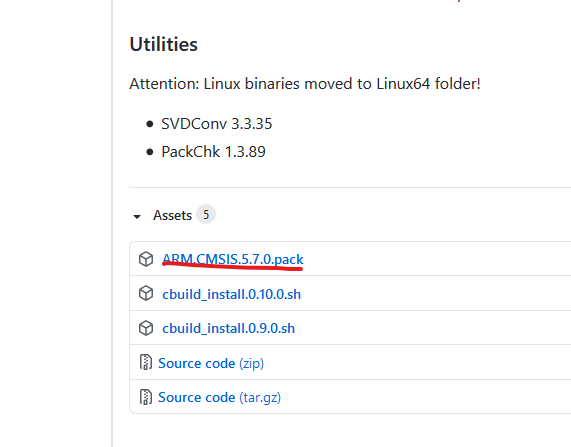 Utilities
Attention: Linux binaries moved to Linux64 folder!
SVDConv 3.3.35
PackChk 1.3.89
Assets 5
ARM.CMSIS.5.7.0.pack
cbuild_install.0.10.0.sh
cbuild_install.0.9.0.sh
Source code (zip)
Source code (tar.gz)